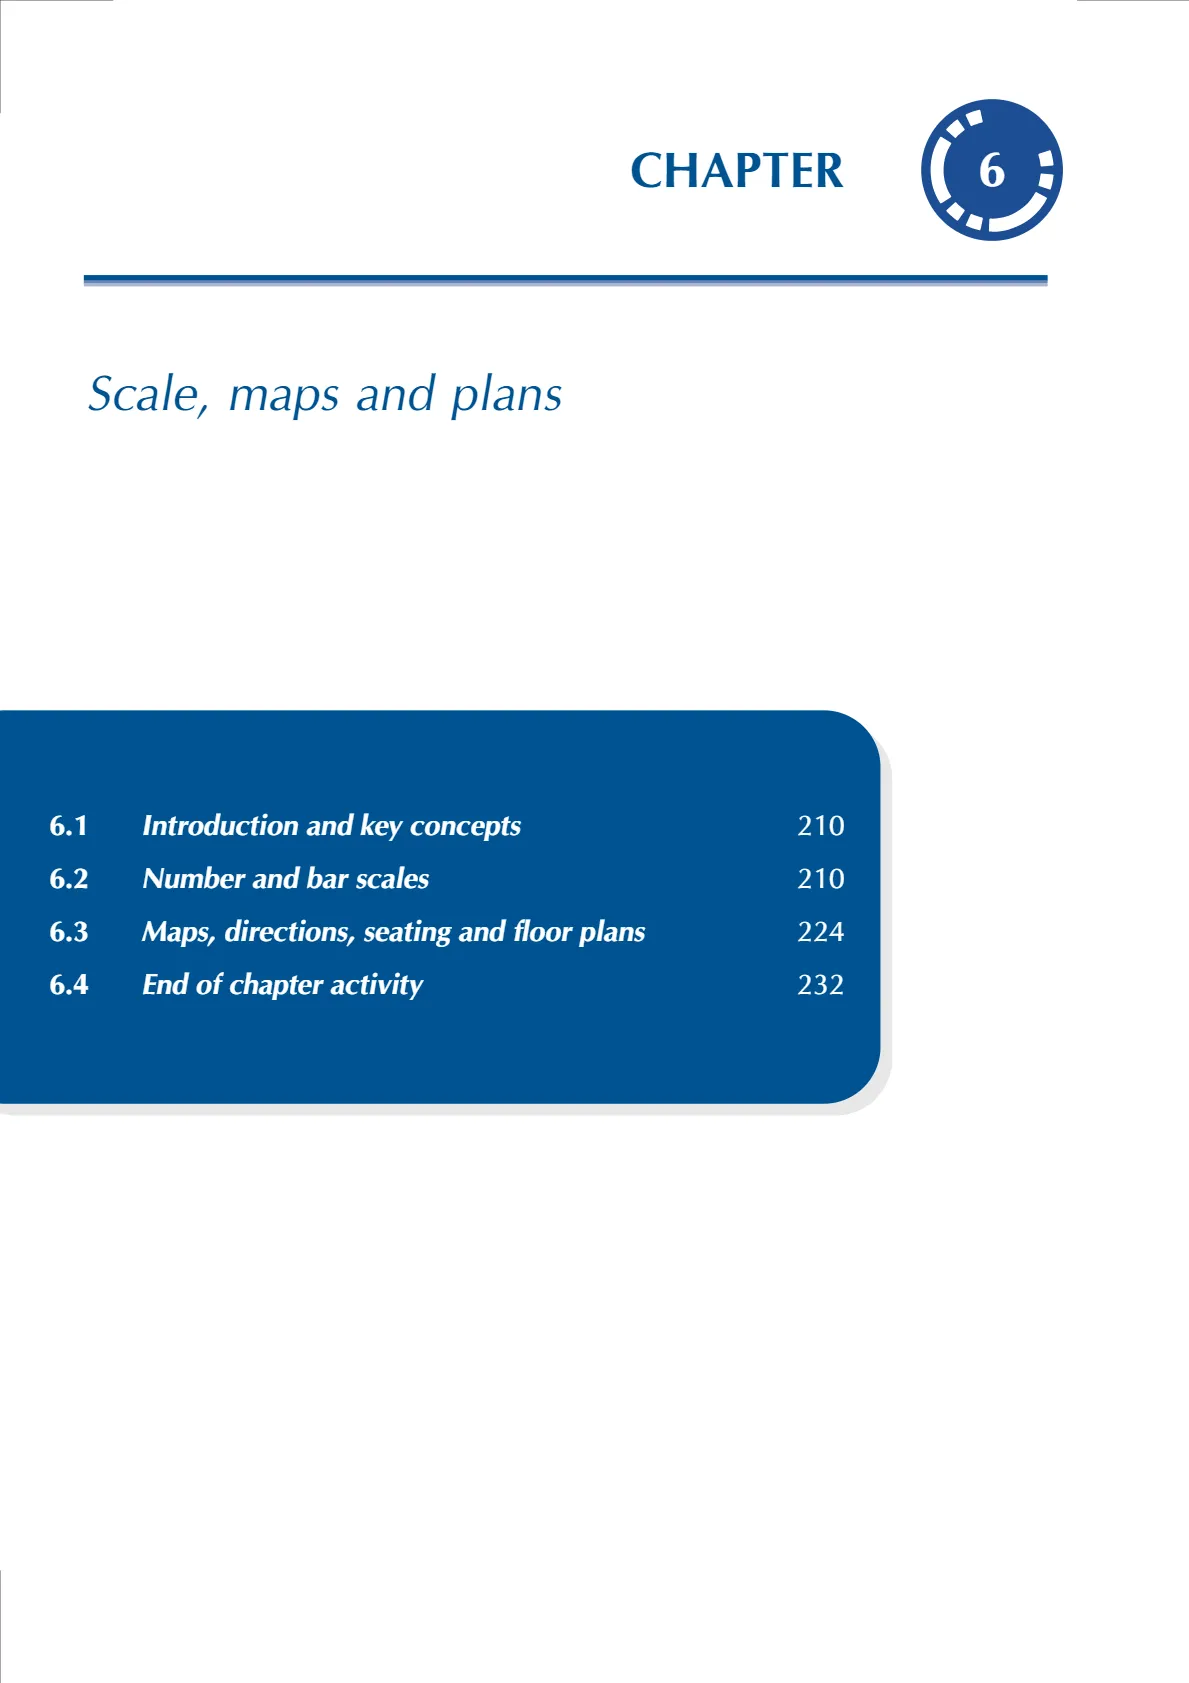 CHAPTER 6
Scale, maps and plans
6.1 Introduction and key concepts 210
6.2 Number and bar scales 210
6.3 Maps, directions, seating and floor plans 224
6.4 End of chapter activity 232